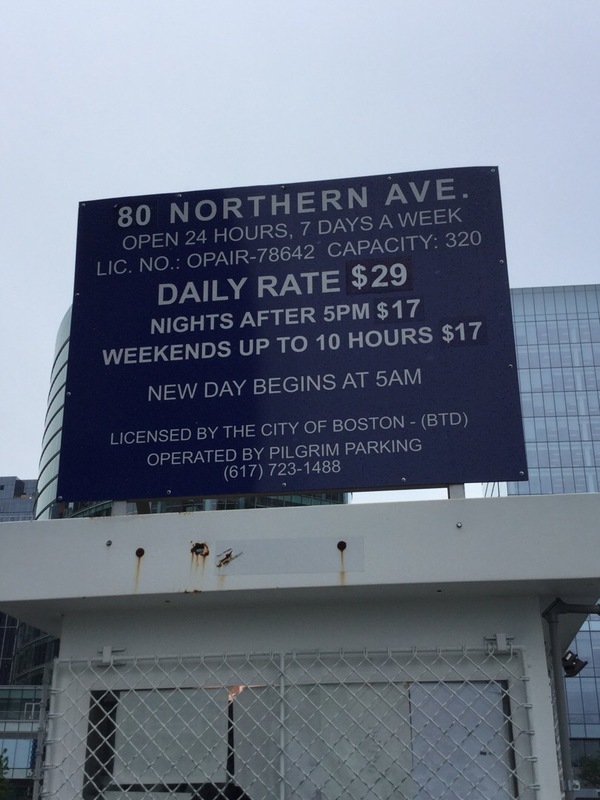 80 NORTHERN AVE.
OPEN 24 HOURS, 7 DAYS A WEEK
LIC. NO.: OPAIR-78642 CAPACITY: 320
DAILY RATE $29
NIGHTS AFTER 5PM $17
WEEKENDS UP TO 10 HOURS $17
NEW DAY BEGINS AT 5AM
LICENSED BY THE CITY OF BOSTON - (BTD)
OPERATED BY PILGRIM PARKING
(617) 723-1488